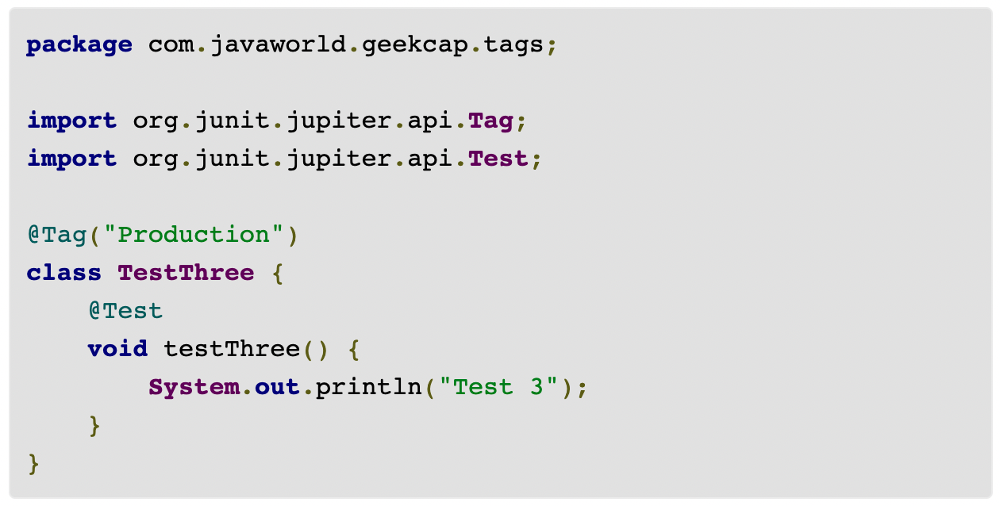 package com.javaworld.geekcap.tags;
import org.junit.jupiter.api.Tag;
import org.junit.jupiter.api.Test;
@Tag("Production")
class TestThree {
    @Test
    void testThree() {
        System.out.println("Test 3");
    }
}